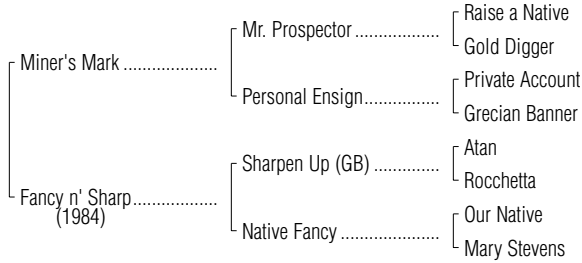 Raise a Native
Mr. Prospector ..................
Gold Digger
Miner's Mark ....................
Private Account
Personal Ensign................
Grecian Banner
Atan
Sharpen Up (GB) ..............
Rocchetta
Fancy n' Sharp..................
(1984)
Our Native
Native Fancy .....................
Mary Stevens